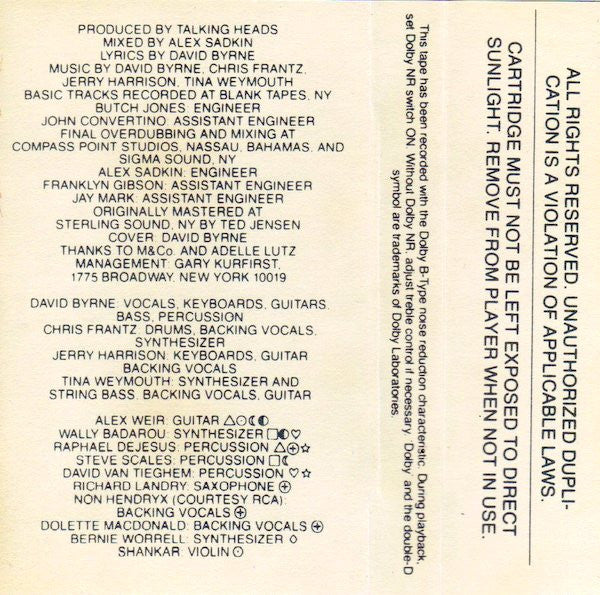 PRODUCED BY TALKING HEADS
MIXED BY ALEX SADKIN
LYRICS BY DAVID BYRNE
MUSIC BY DAVID BYRNE, CHRIS FRANTZ,
JERRY HARRISON, TINA WEYMOUTH
BASIC TRACKS RECORDED AT BLANK TAPES, NY
BUTCH JONES: ENGINEER
JOHN CONVERTINO: ASSISTANT ENGINEER
FINAL OVERDUBBING AND MIXING AT
COMPASS POINT STUDIOS, NASSAU, BAHAMAS, AND
SIGMA SOUND, NY
ALEX SADKIN: ENGINEER
FRANKLYN GIBSON: ASSISTANT ENGINEER
JAY MARK: ASSISTANT ENGINEER
ORIGINALLY MASTERED AT
STERLING SOUND, NY BY TED JENSEN
COVER: DAVID BYRNE
THANKS TO M&Co. AND ADELLE LUTZ
MANAGEMENT: GARY KURFIRST,
1775 BROADWAY, NEW YORK 10019
DAVID BYRNE: VOCALS, KEYBOARDS, GUITARS,
BASS, PERCUSSION
CHRIS FRANTZ: DRUMS, BACKING VOCALS,
SYNTHESIZER
JERRY HARRISON: KEYBOARDS, GUITAR
BACKING VOCALS
TINA WEYMOUTH: SYNTHESIZER AND
STRING BASS, BACKING VOCALS, GUITAR
ALEX WEIR: GUITAR △⊙☾◐
WALLY BADAROU: SYNTHESIZER □◐♡
RAPHAEL DEJESUS: PERCUSSION △⊕☆
STEVE SCALES: PERCUSSION □☾
DAVID VAN TIEGHEM: PERCUSSION ♡☆
RICHARD LANDRY: SAXOPHONE ⊕
NON HENDRYX (COURTESY RCA):
BACKING VOCALS ⊕
DOLETTE MACDONALD: BACKING VOCALS ⊕
BERNIE WORRELL: SYNTHESIZER ◊
SHANKAR: VIOLIN ⊙
This tape has been recorded with the Dolby B-Type noise reduction characteristic. During playback,
set Dolby NR switch ON. Without Dolby NR, adjust treble control if necessary. Dolby and the double-D
symbol are trademarks of Dolby Laboratories.
ALL RIGHTS RESERVED. UNAUTHORIZED DUPLI-
CATION IS A VIOLATION OF APPLICABLE LAWS.
CARTRIDGE MUST NOT BE LEFT EXPOSED TO DIRECT
SUNLIGHT. REMOVE FROM PLAYER WHEN NOT IN USE.